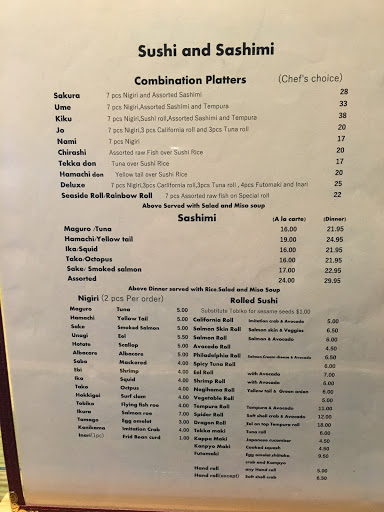 Sushi and Sashimi
Combination Platters (Chef's choice)
Sakura 7 pcs Nigiri and Assorted Sashimi 28
Ume 7 pcs Nigiri,Assorted Sashimi and Tempura 33
Kiku 7 pcs Nigiri,Sushi roll,Assorted Sashimi and Tempura 38
Jo 7 pcs Nigiri,3 pcs California roll and 3pcs Tuna roll 20
Nami 7 pcs Nigiri 17
Chirashi Assorted raw Fish over Sushi Rice 20
Tekka don Tuna over Sushi Rice 17
Hamachi don Yellow tail over Sushi Rice 20
Deluxe 7 pcs Nigiri,3pcs California roll,3pcs Tuna roll , 4pcs Futomaki and Inari 25
Seaside Roll/Rainbow Roll 7 pcs Assorted raw fish on Special roll 22
Above Served with Salad and Miso soup
Sashimi (A la carte) (Dinner)
Maguro /Tuna 16.00 21.95
Hamachi/Yellow tail 19.00 24.95
Ika/Squid 16.00 21.95
Tako/Octopus 16.00 21.95
Sake/ Smoked salmon 17.00 22.95
Assorted 24.00 29.95
Above Dinner served with Rice,Salad and Miso Soup
Nigiri (2 pcs Per order) Rolled Sushi
Substitute Tobiko for sesame seeds $1.00
Maguro Tuna 5.00 California Roll Imitation crab & Avocado 5.00
Hamachi Yellow Tail 5.00 Salmon Skin Roll Salmon skin & Veggies 6.50
Sake Smoked Salmon 5.00 Salmon Roll Salmon & Avocado 6.00
Unagi Eel 5.50 Avocado Roll 4.50
Hotate Scallop 5.00 Philadelphia Roll Salmon Cream cheese & Avocado 6.50
Albacore Albacore 5.00 Spicy Tuna Roll 6.00
Saba Mackerel 4.00 Eel Roll with Avocado 7.00
Ebi Shrimp 4.00 Shrimp Roll with Avocado 6.00
Ika Squid 4.00 Negihama Roll Yellow tail & Green onion 6.00
Tako Octpus 4.00 Vegetable Roll 5.00
Hokkigai Surf clam 4.00 Tempura Roll Tempura & Avocado 11.00
Tobiko Flying fish roe 4.00 Spider Roll Soft shell crab & Avocado 12.00
Ikura Salmon roe 7.00 Dragon Roll Eel on top Tempura roll 18.00
Tamago Egg omelet 3.00 Tekka maki Tuna roll 6.00
Kanikama Imitation Crab 4.00 Kappa Maki Japanese cucumber 4.50
Inari(1pc) Fried Bean curd 1.00 Kanpyo Maki Cooked squash 4.50
Futomaki Egg omelet,shiitake 9.50
crab and Kampyo
Hand roll any Hand roll 5.00
Hand roll(except) Soft shell crab 6.50